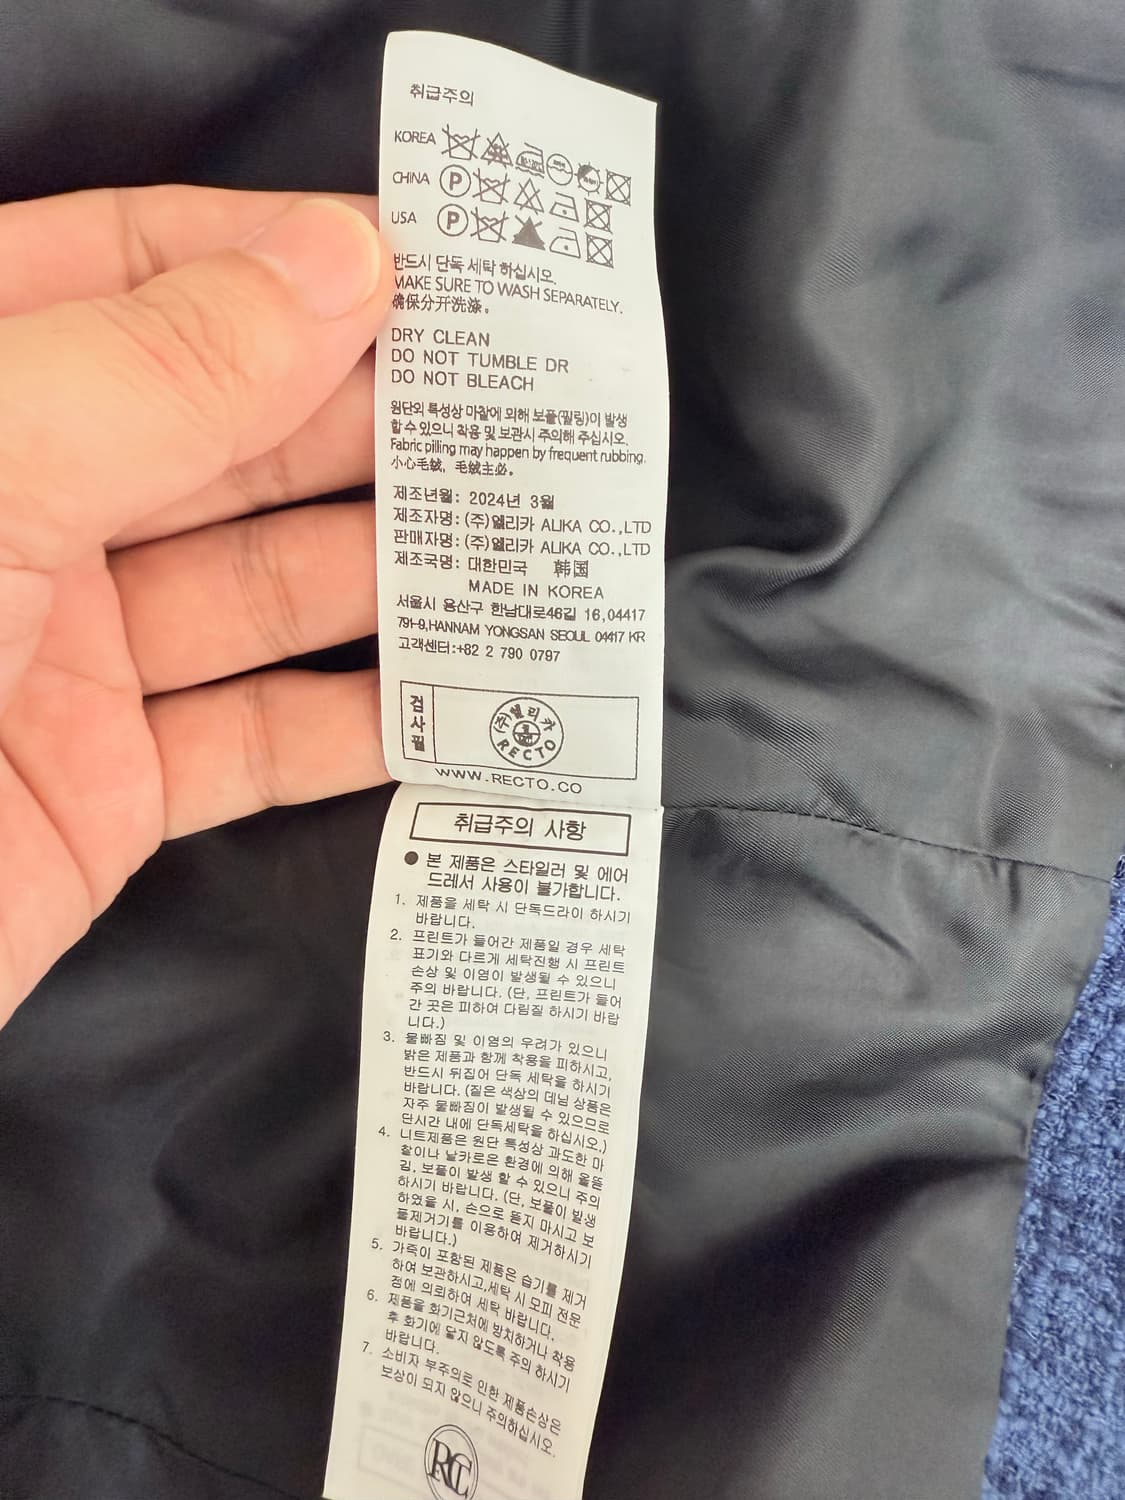 취급주의
KOREA
CHINA P
USA P
반드시 단독 세탁 하십시오.
MAKE SURE TO WASH SEPARATELY.
确保分开洗涤。
DRY CLEAN
DO NOT TUMBLE DR
DO NOT BLEACH
원단의 특성상 마찰에 의해 보풀(필링)이 발생
할 수 있으니 착용 및 보관시 주의해 주십시오.
Fabric pilling may happen by frequent rubbing.
小心毛绒, 毛绒主必。
제조년월: 2024년 3월
제조자명: (주)엘리카 ALIKA CO.,LTD
판매자명: (주)엘리카 ALIKA CO.,LTD
제조국명: 대한민국 韩国
MADE IN KOREA
서울시 용산구 한남대로46길 16,04417
791-9,HANNAM YONGSAN SEOUL 04417 KR
고객센터:+82 2 790 0797
검사필
(주)엘리카
RECTO
WWW.RECTO.CO
취급주의 사항
● 본 제품은 스타일러 및 에어
드레서 사용이 불가합니다.
1. 제품을 세탁 시 단독드라이 하시기
바랍니다.
2. 프린트가 들어간 제품일 경우 세탁
표기와 다르게 세탁진행 시 프린트
손상 및 이염이 발생될 수 있으니
주의 바랍니다. (단, 프린트가 들어
간 곳은 피하여 다림질 하시기 바랍
니다.)
3. 물빠짐 및 이염의 우려가 있으니
밝은 제품과 함께 착용을 피하시고,
반드시 뒤집어 단독 세탁을 하시기
바랍니다. (짙은 색상의 데님 상품은
자주 물빠짐이 발생될 수 있으므로
단시간 내에 단독세탁을 하십시오.)
4. 니트제품은 원단 특성상 과도한 마
찰이나 날카로운 환경에 의해 올뜯
김, 보풀이 발생 할 수 있으니 주의
하시기 바랍니다. (단, 보풀이 발생
하였을 시, 손으로 뜯지 마시고 보
풀제거기를 이용하여 제거하시기
바랍니다.)
5. 가죽이 포함된 제품은 습기를 제거
하여 보관하시고,세탁 시 모피 전문
점에 의뢰하여 세탁 바랍니다.
6. 제품을 화기근처에 방치하거나 착용
후 화기에 닿지 않도록 주의 하시기
바랍니다.
7. 소비자 부주의로 인한 제품손상은
보상이 되지 않으니 주의하십시오.